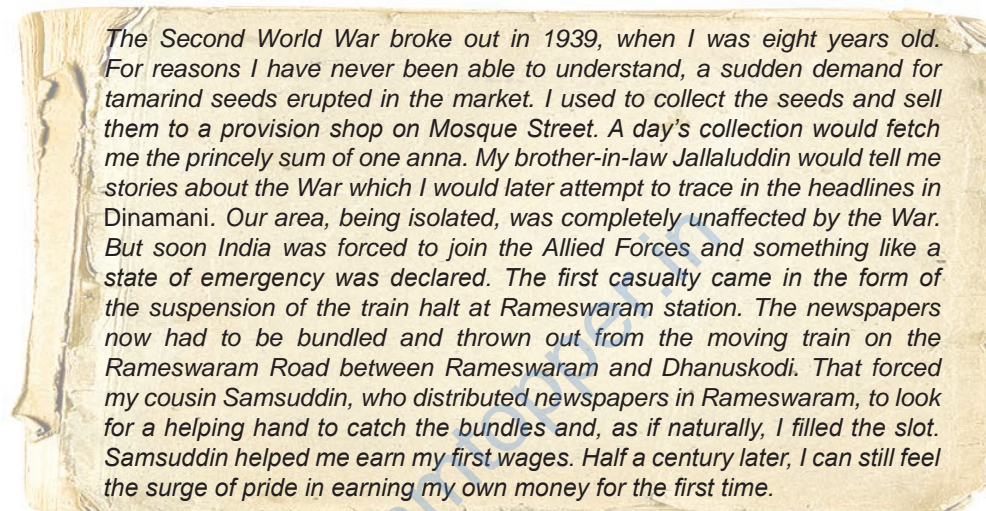 The Second World War broke out in 1939, when I was eight years old.
For reasons I have never been able to understand, a sudden demand for
tamarind seeds erupted in the market. I used to collect the seeds and sell
them to a provision shop on Mosque Street. A day's collection would fetch
me the princely sum of one anna. My brother-in-law Jallaluddin would tell me
stories about the War which I would later attempt to trace in the headlines in
Dinamani. Our area, being isolated, was completely unaffected by the War.
But soon India was forced to join the Allied Forces and something like a
state of emergency was declared. The first casualty came in the form of
the suspension of the train halt at Rameswaram station. The newspapers
now had to be bundled and thrown out from the moving train on the
Rameswaram Road between Rameswaram and Dhanuskodi. That forced
my cousin Samsuddin, who distributed newspapers in Rameswaram, to look
for a helping hand to catch the bundles and, as if naturally, I filled the slot.
Samsuddin helped me earn my first wages. Half a century later, I can still feel
the surge of pride in earning my own money for the first time.
mtopper.in